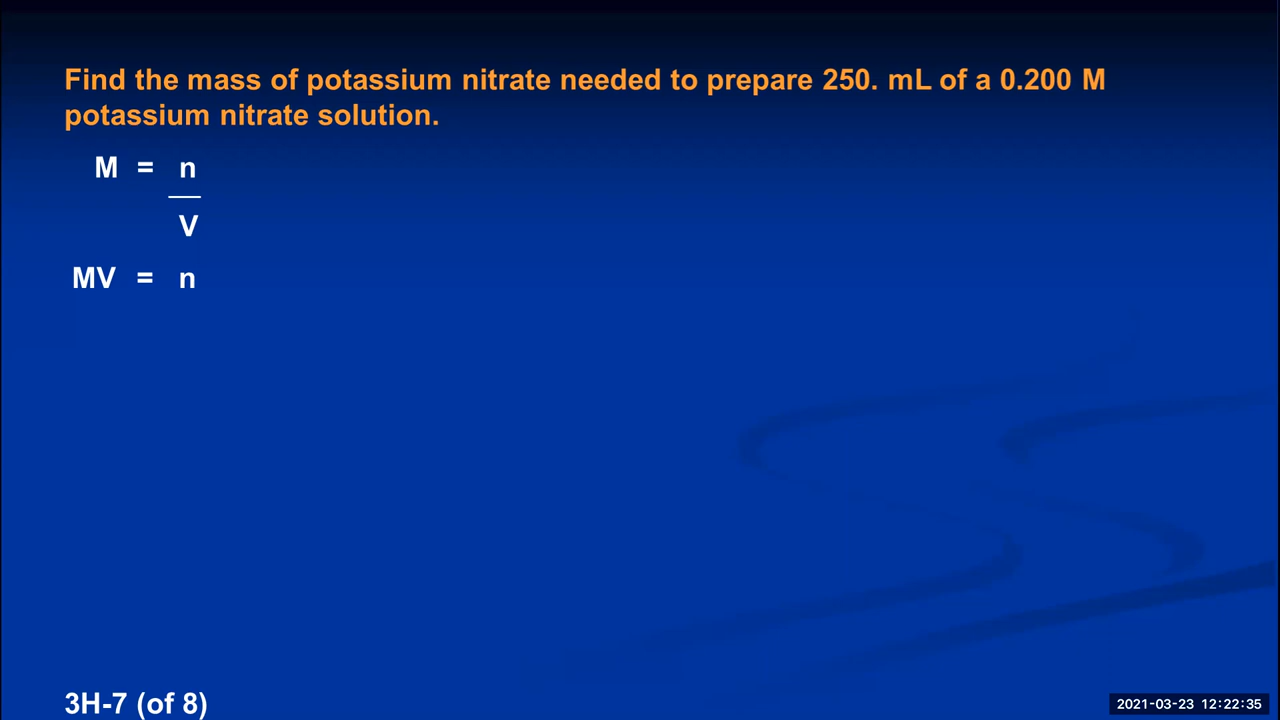 Find the mass of potassium nitrate needed to prepare 250. mL of a 0.200 M
potassium nitrate solution.
M = n
V
MV = n
3H-7 (of 8)
2021-03-23 12:22:35